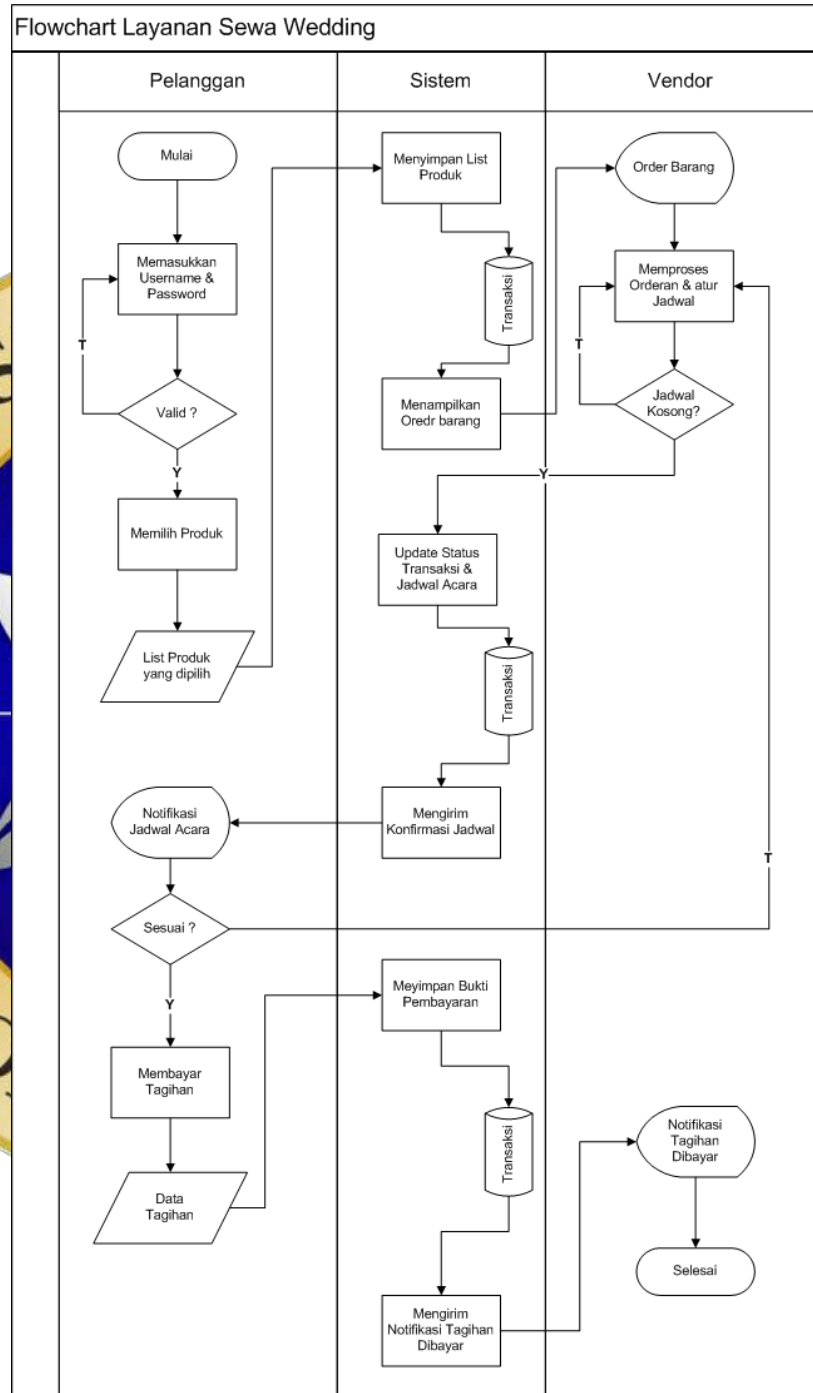 Flowchart Layanan Sewa Wedding
Pelanggan
Sistem
Vendor
Mulai
Memasukkan
Username &
Password
T
Valid ?
Y
Memilih Produk
List Produk
yang dipilih
Menyimpan List
Produk
Transaksi
Menampilkan
Oredr barang
Order Barang
Memproses
Orderan & atur
Jadwal
T
Jadwal
Kosong?
Y
Update Status
Transaksi &
Jadwal Acara
Transaksi
Mengirim
Konfirmasi Jadwal
Notifikasi
Jadwal Acara
Sesuai ?
T
Y
Membayar
Tagihan
Data
Tagihan
Meyimpan Bukti
Pembayaran
Transaksi
Mengirim
Notifikasi Tagihan
Dibayar
Notifikasi
Tagihan
Dibayar
Selesai